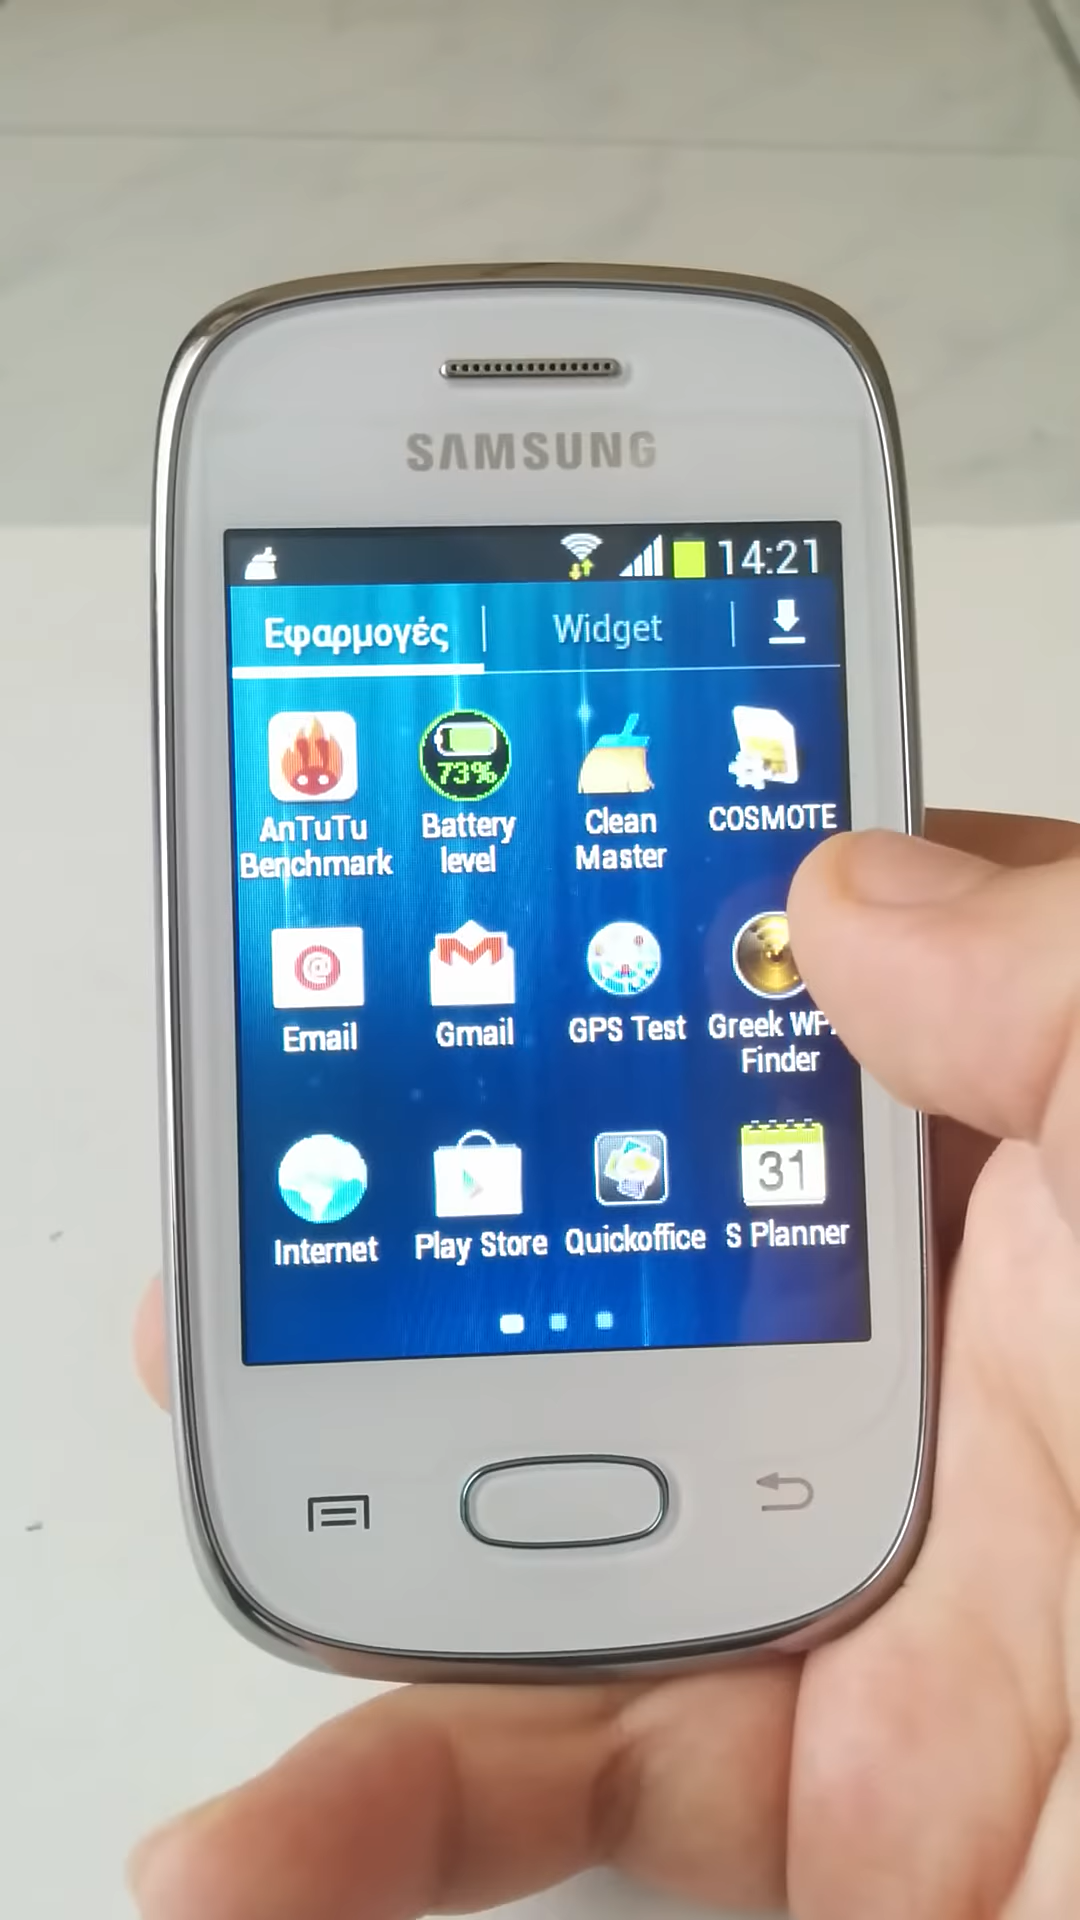 SAMSUNG
14:21
Εφαρμογές Widget
73%
AnTuTu Benchmark
Battery level
Clean Master
COSMOTE
@
Email
Gmail
GPS Test
Greek Finder
31
Internet
Play Store
Quickoffice
S Planner